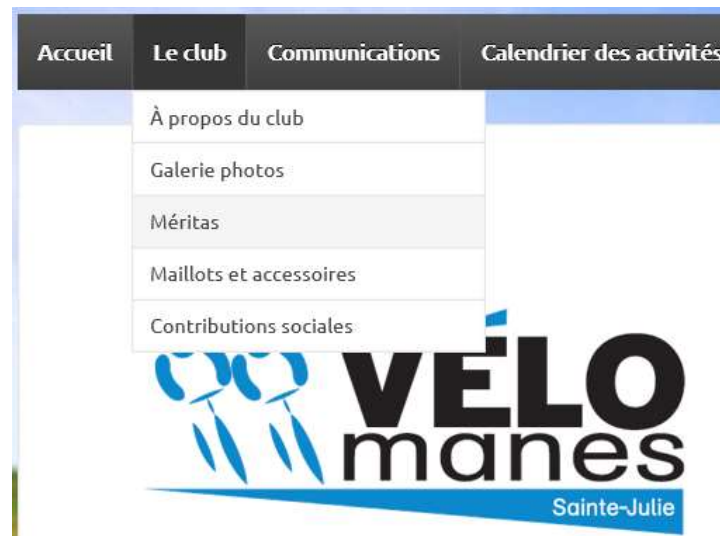 Accueil Le club Communications Calendrier des activités
À propos du club
Galerie photos
Méritas
Maillots et accessoires
Contributions sociales
VÉLO
manes
Sainte-Julie